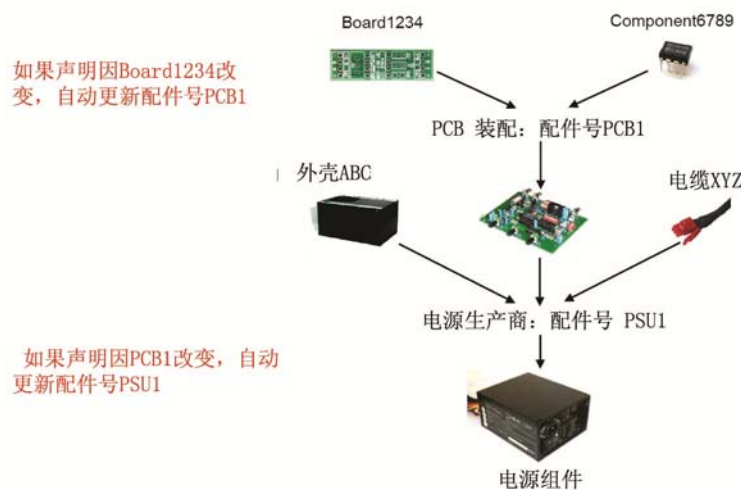 Board1234
Component6789
如果声明因Board1234改
变，自动更新配件号PCB1
PCB 装配：配件号PCB1
外壳ABC
电缆XYZ
电源生产商：配件号 PSU1
如果声明因PCB1改变，自动
更新配件号PSU1
电源组件